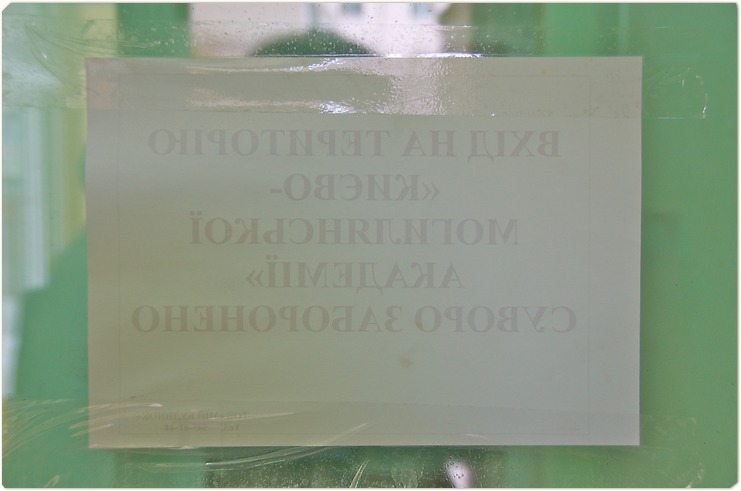 ВХІД НА ТЕРИТОРІЮ
«КИЄВО-
МОГИЛЯНСЬКОЇ
АКАДЕМІЇ»
СУВОРО ЗАБОРОНЕНО